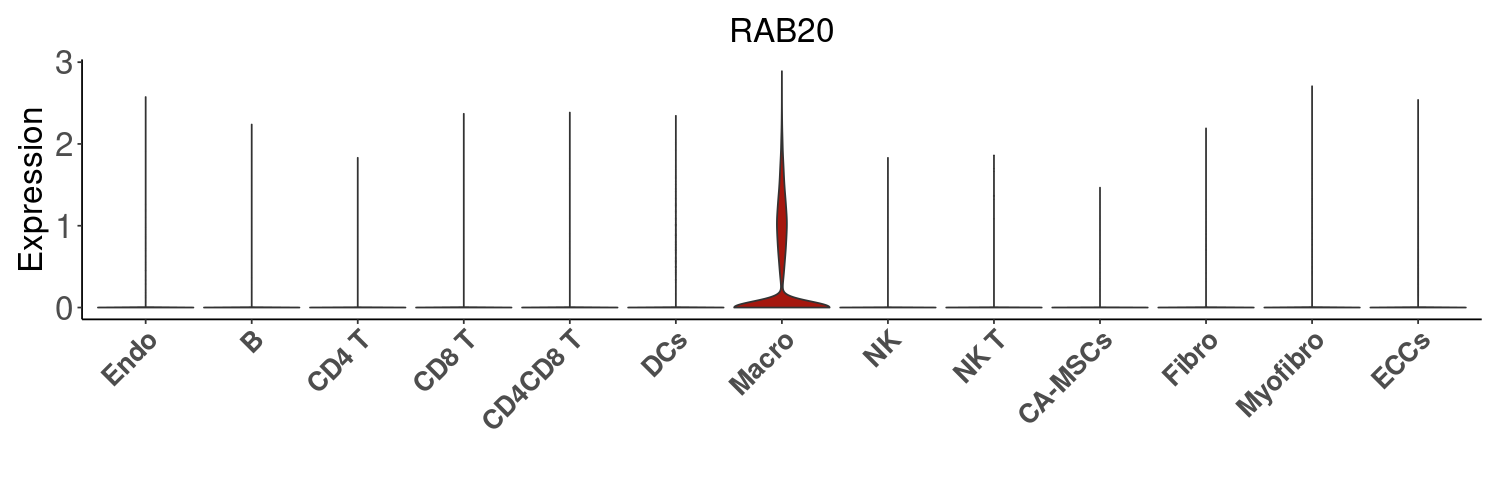 RAB20
Expression
3
2
1
0
Endo
B
CD4 T
CD8 T
CD4CD8 T
DCs
Macro
NK
NK T
CA-MSCs
Fibro
Myofibro
ECCs